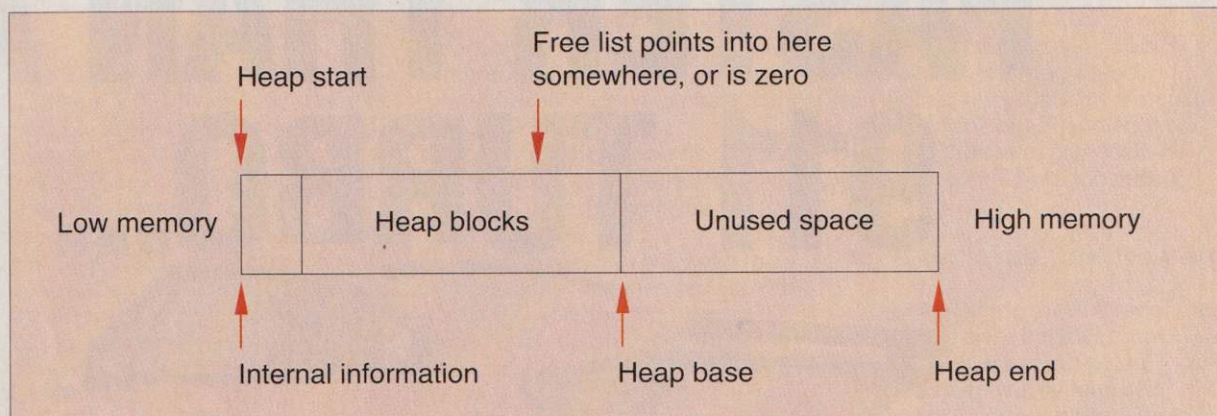 Free list points into here
somewhere, or is zero
Heap start
Low memory
Heap blocks
Unused space
High memory
Internal information
Heap base
Heap end